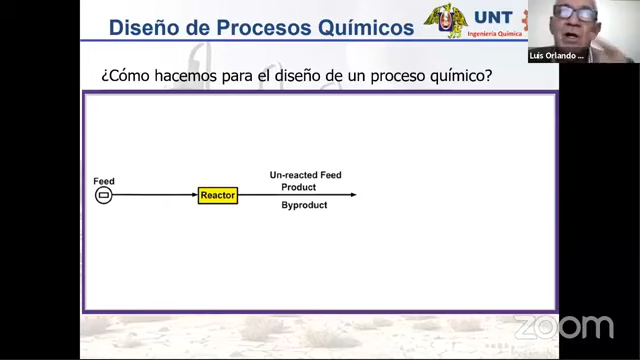 Diseño de Procesos Químicos
UNT
Ingeniería Química
Luis Orlando ...
¿Cómo hacemos para el diseño de un proceso químico?
Un-reacted Feed
Feed
Product
Reactor
Byproduct
zoom